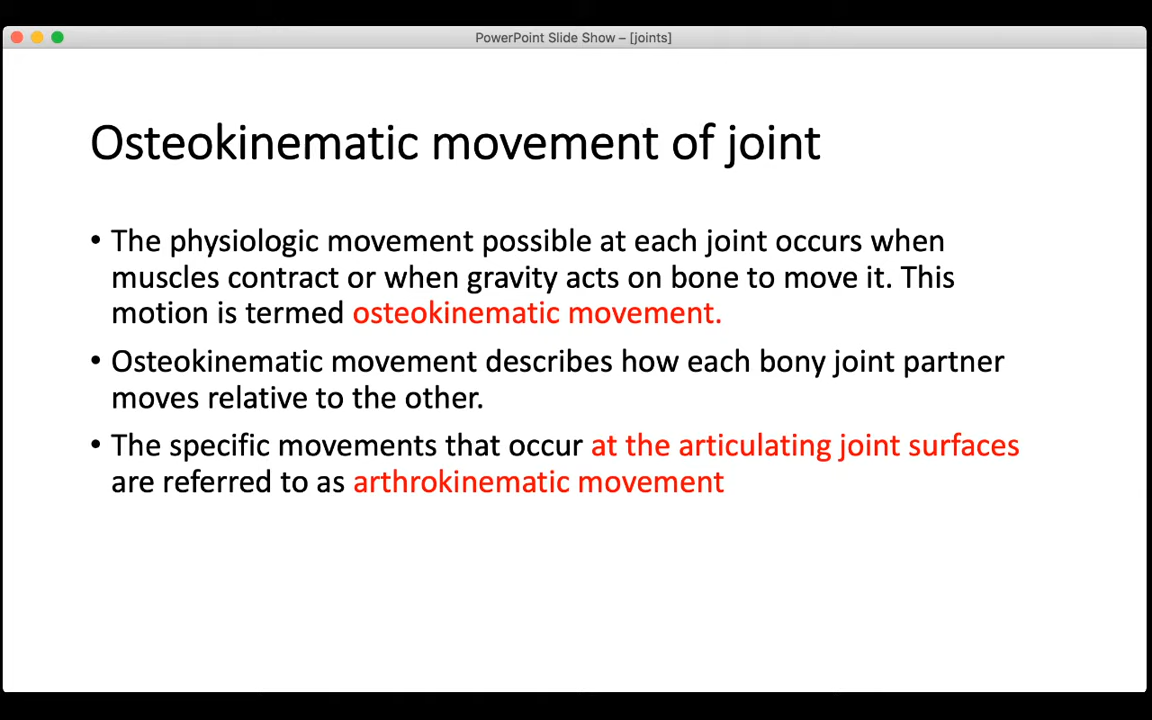 PowerPoint Slide Show – [joints]
Osteokinematic movement of joint
• The physiologic movement possible at each joint occurs when
muscles contract or when gravity acts on bone to move it. This
motion is termed osteokinematic movement.
• Osteokinematic movement describes how each bony joint partner
moves relative to the other.
• The specific movements that occur at the articulating joint surfaces
are referred to as arthrokinematic movement